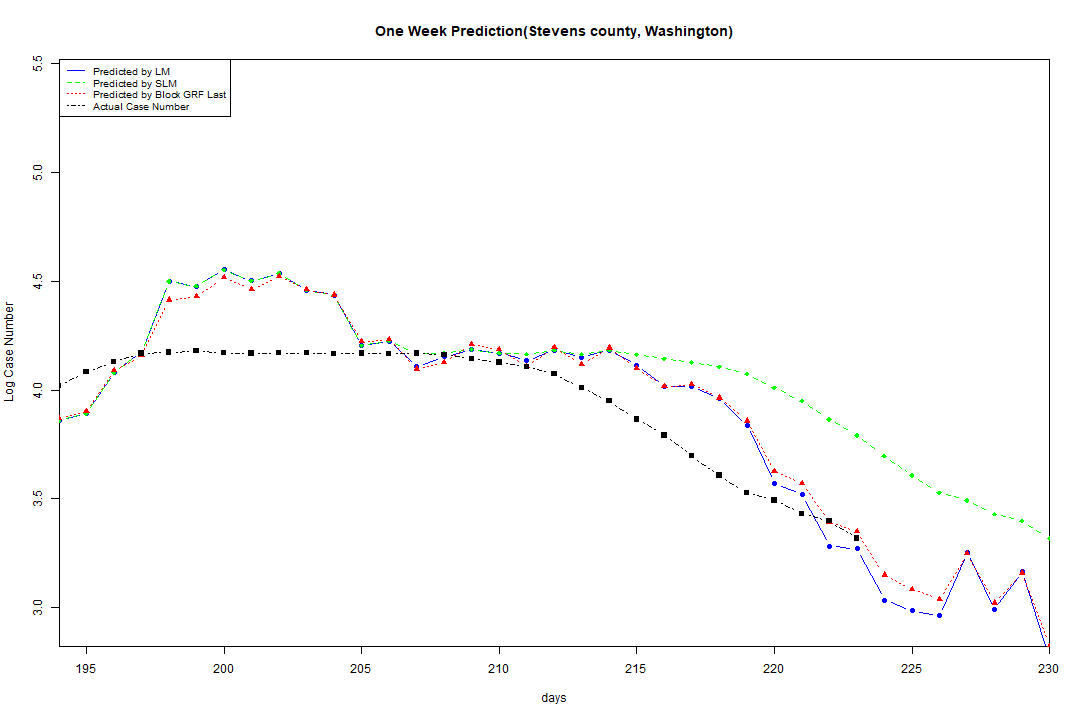 One Week Prediction(Stevens county, Washington)
5.5
5.0
4.5
4.0
3.5
3.0
Log Case Number
Predicted by LM
Predicted by SLM
Predicted by Block GRF Last
Actual Case Number
195 200 205 210 215 220 225 230
days